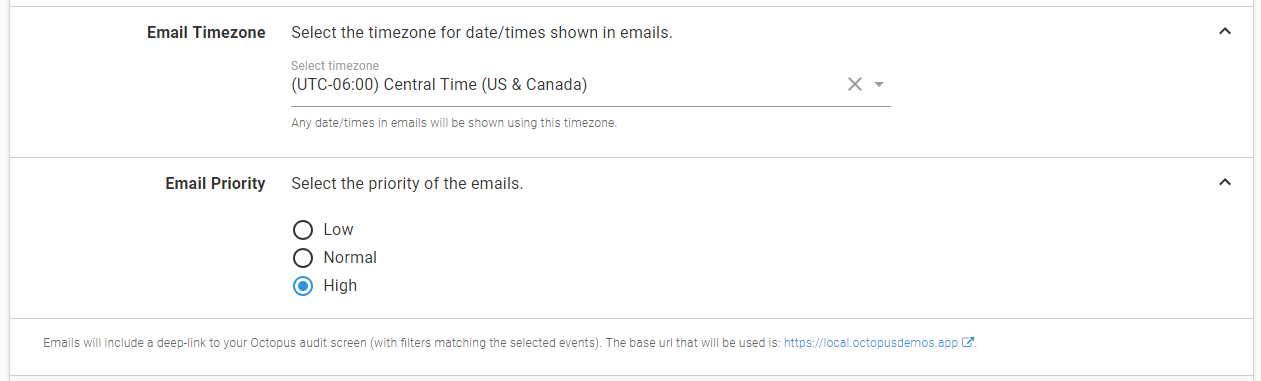 Email Timezone Select the timezone for date/times shown in emails.
Select timezone
(UTC-06:00) Central Time (US & Canada)
Any date/times in emails will be shown using this timezone.
Email Priority Select the priority of the emails.
Low
Normal
High
Emails will include a deep-link to your Octopus audit screen (with filters matching the selected events). The base url that will be used is: https://local.octopusdemos.app.